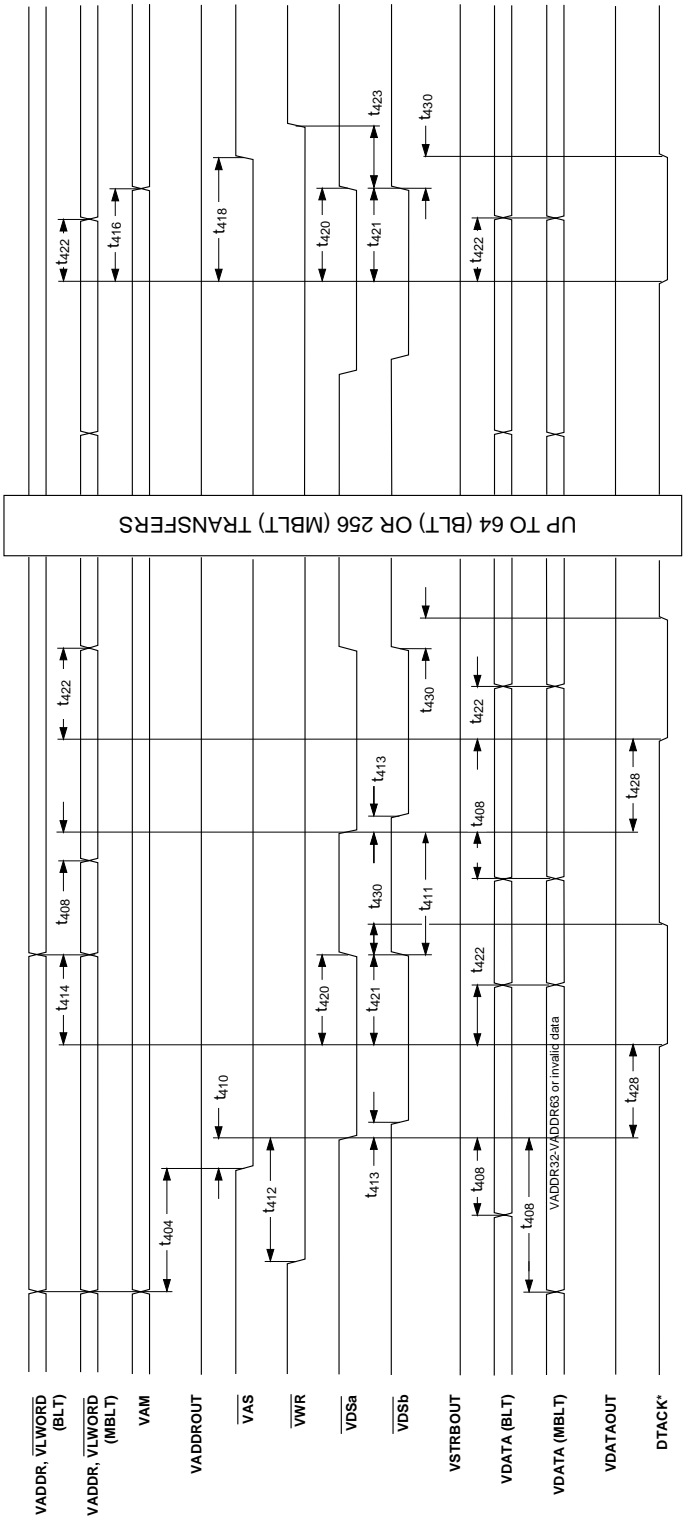 VADDR, VLWORD
(BLT)
t422
t414
t408
t422
VADDR, VLWORD
(MBLT)
VAM
t416
VADDROUT
t404
VAS
t410
t418
VWR
t412
VDSa
t420
t420
VDSb
t413
t421
t430
t413
t421
t423
t411
t430
t430
VSTRBOUT
VDATA (BLT)
t408
t422
t408
t422
t422
VDATA (MBLT)
t408
VADDR32-VADDR63 or invalid data
VDATAOUT
t428
t428
DTACK*
UP TO 64 (BLT) OR 256 (MBLT) TRANSFERS